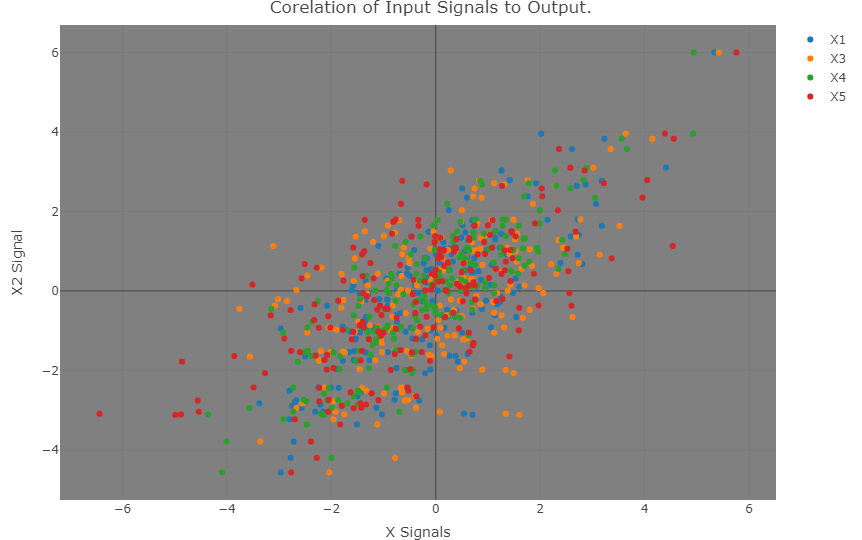 Corelation of Input Signals to Output.
X1
X3
X4
X5
6
4
2
0
−2
−4
X2 Signal
−6
−4
−2
0
2
4
6
X Signals